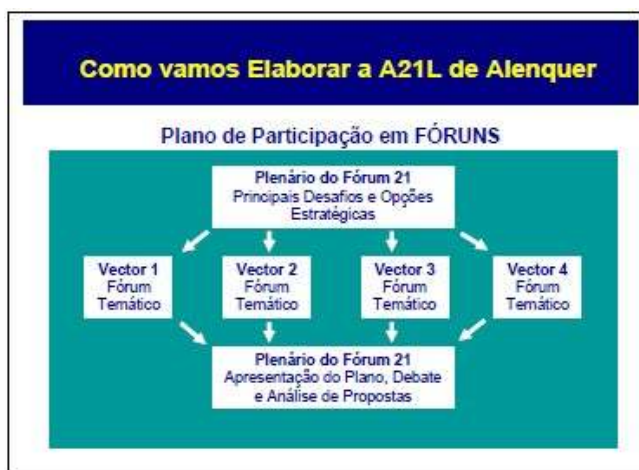 Como vamos Elaborar a A21L de Alenquer
Plano de Participação em FÓRUNS
Plenário do Fórum 21
Principais Desafios e Opções
Estratégicas
Vector 1
Fórum
Temático
Vector 2
Fórum
Temático
Vector 3
Fórum
Temático
Vector 4
Fórum
Temático
Plenário do Fórum 21
Apresentação do Plano, Debate
e Análise de Propostas